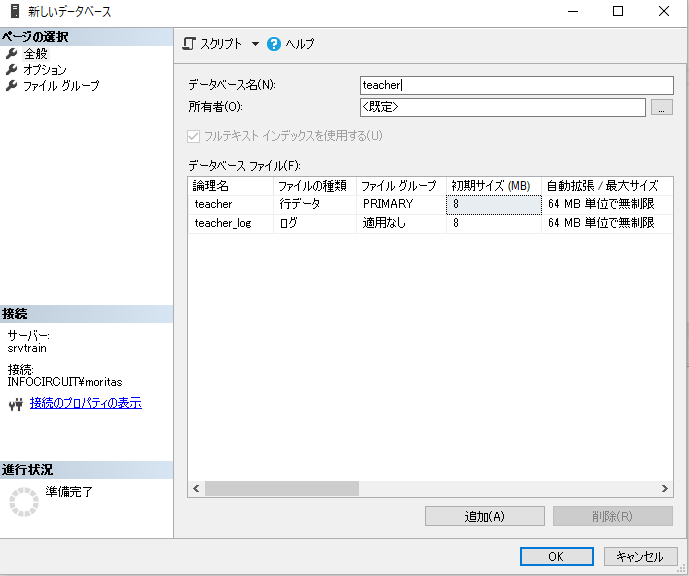 新しいデータベース
ページの選択
全般
オプション
ファイル グループ
スクリプト
ヘルプ
データベース名(N):
teacher
所有者(O):
<既定>
...
フルテキスト インデックスを使用する(U)
データベース ファイル(F):
論理名 ファイルの種類 ファイル グループ 初期サイズ (MB) 自動拡張 / 最大サイズ
teacher 行データ PRIMARY 8 64 MB 単位で無制限
teacher_log ログ 適用なし 8 64 MB 単位で無制限
接続
サーバー:
srvtrain
接続:
INFOCIRCUIT¥moritas
接続のプロパティの表示
進行状況
準備完了
追加(A) 削除(R)
OK キャンセル